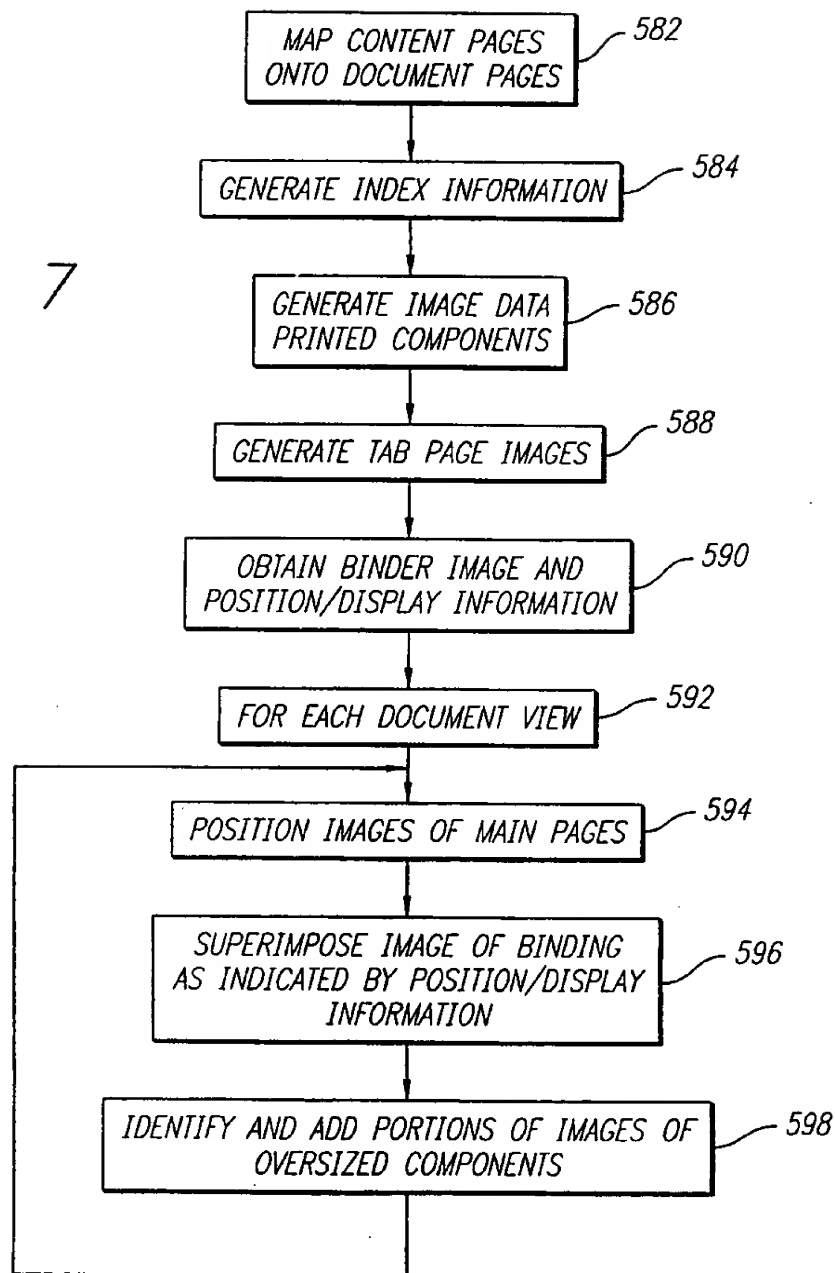 MAP CONTENT PAGES
ONTO DOCUMENT PAGES
582
GENERATE INDEX INFORMATION
584
7
GENERATE IMAGE DATA
PRINTED COMPONENTS
586
GENERATE TAB PAGE IMAGES
588
OBTAIN BINDER IMAGE AND
POSITION/DISPLAY INFORMATION
590
FOR EACH DOCUMENT VIEW
592
POSITION IMAGES OF MAIN PAGES
594
SUPERIMPOSE IMAGE OF BINDING
AS INDICATED BY POSITION/DISPLAY
INFORMATION
596
IDENTIFY AND ADD PORTIONS OF IMAGES OF
OVERSIZED COMPONENTS
598